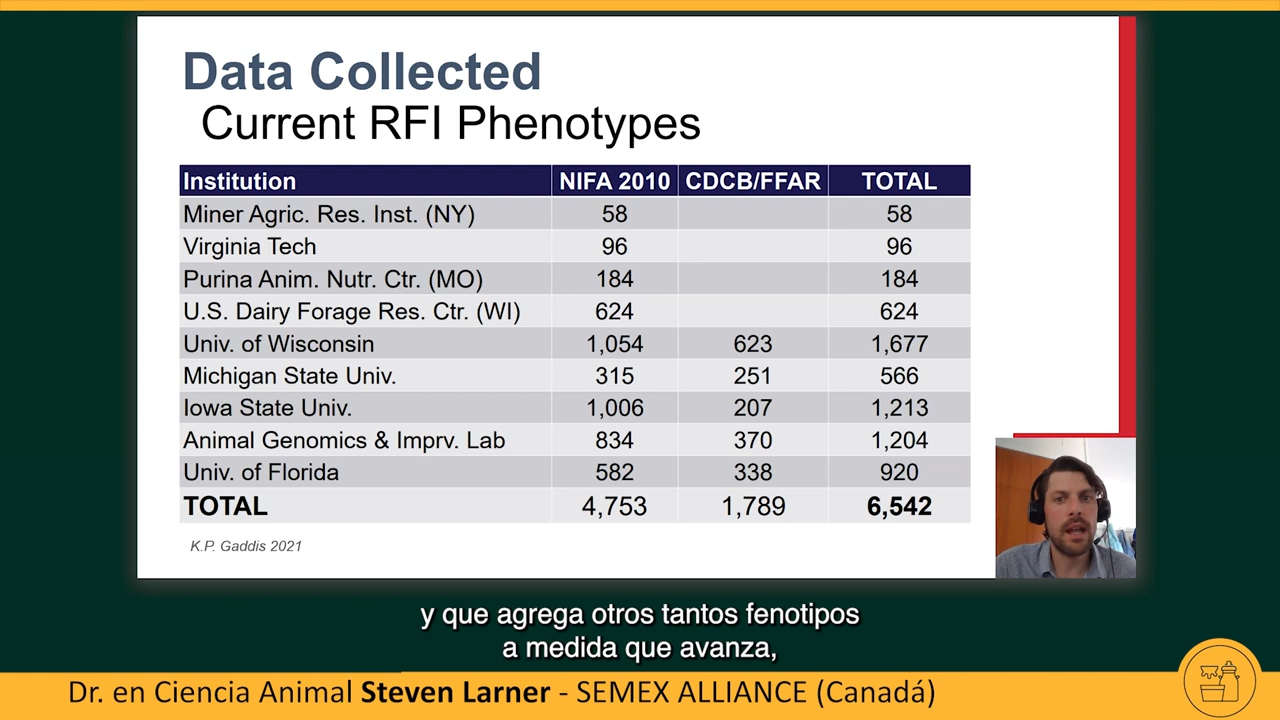 Data Collected
Current RFI Phenotypes
Institution NIFA 2010 CDCB/FFAR TOTAL
Miner Agric. Res. Inst. (NY) 58 58
Virginia Tech 96 96
Purina Anim. Nutr. Ctr. (MO) 184 184
U.S. Dairy Forage Res. Ctr. (WI) 624 624
Univ. of Wisconsin 1,054 623 1,677
Michigan State Univ. 315 251 566
Iowa State Univ. 1,006 207 1,213
Animal Genomics & Imprv. Lab 834 370 1,204
Univ. of Florida 582 338 920
TOTAL 4,753 1,789 6,542
K.P. Gaddis 2021
y que agrega otros tantos fenotipos
a medida que avanza,
Dr. en Ciencia Animal Steven Larner - SEMEX ALLIANCE (Canadá)